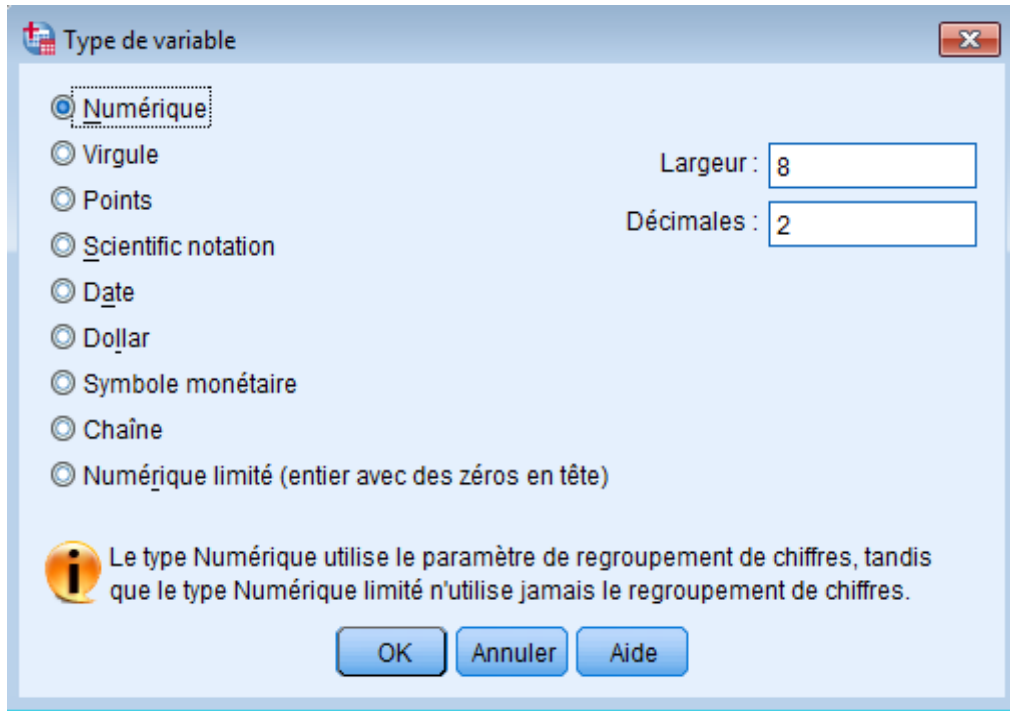 Type de variable
Numérique
Virgule
Points
Scientific notation
Date
Dollar
Symbole monétaire
Chaîne
Numérique limité (entier avec des zéros en tête)
Largeur : 8
Décimales : 2
Le type Numérique utilise le paramètre de regroupement de chiffres, tandis
que le type Numérique limité n'utilise jamais le regroupement de chiffres.
OK Annuler Aide